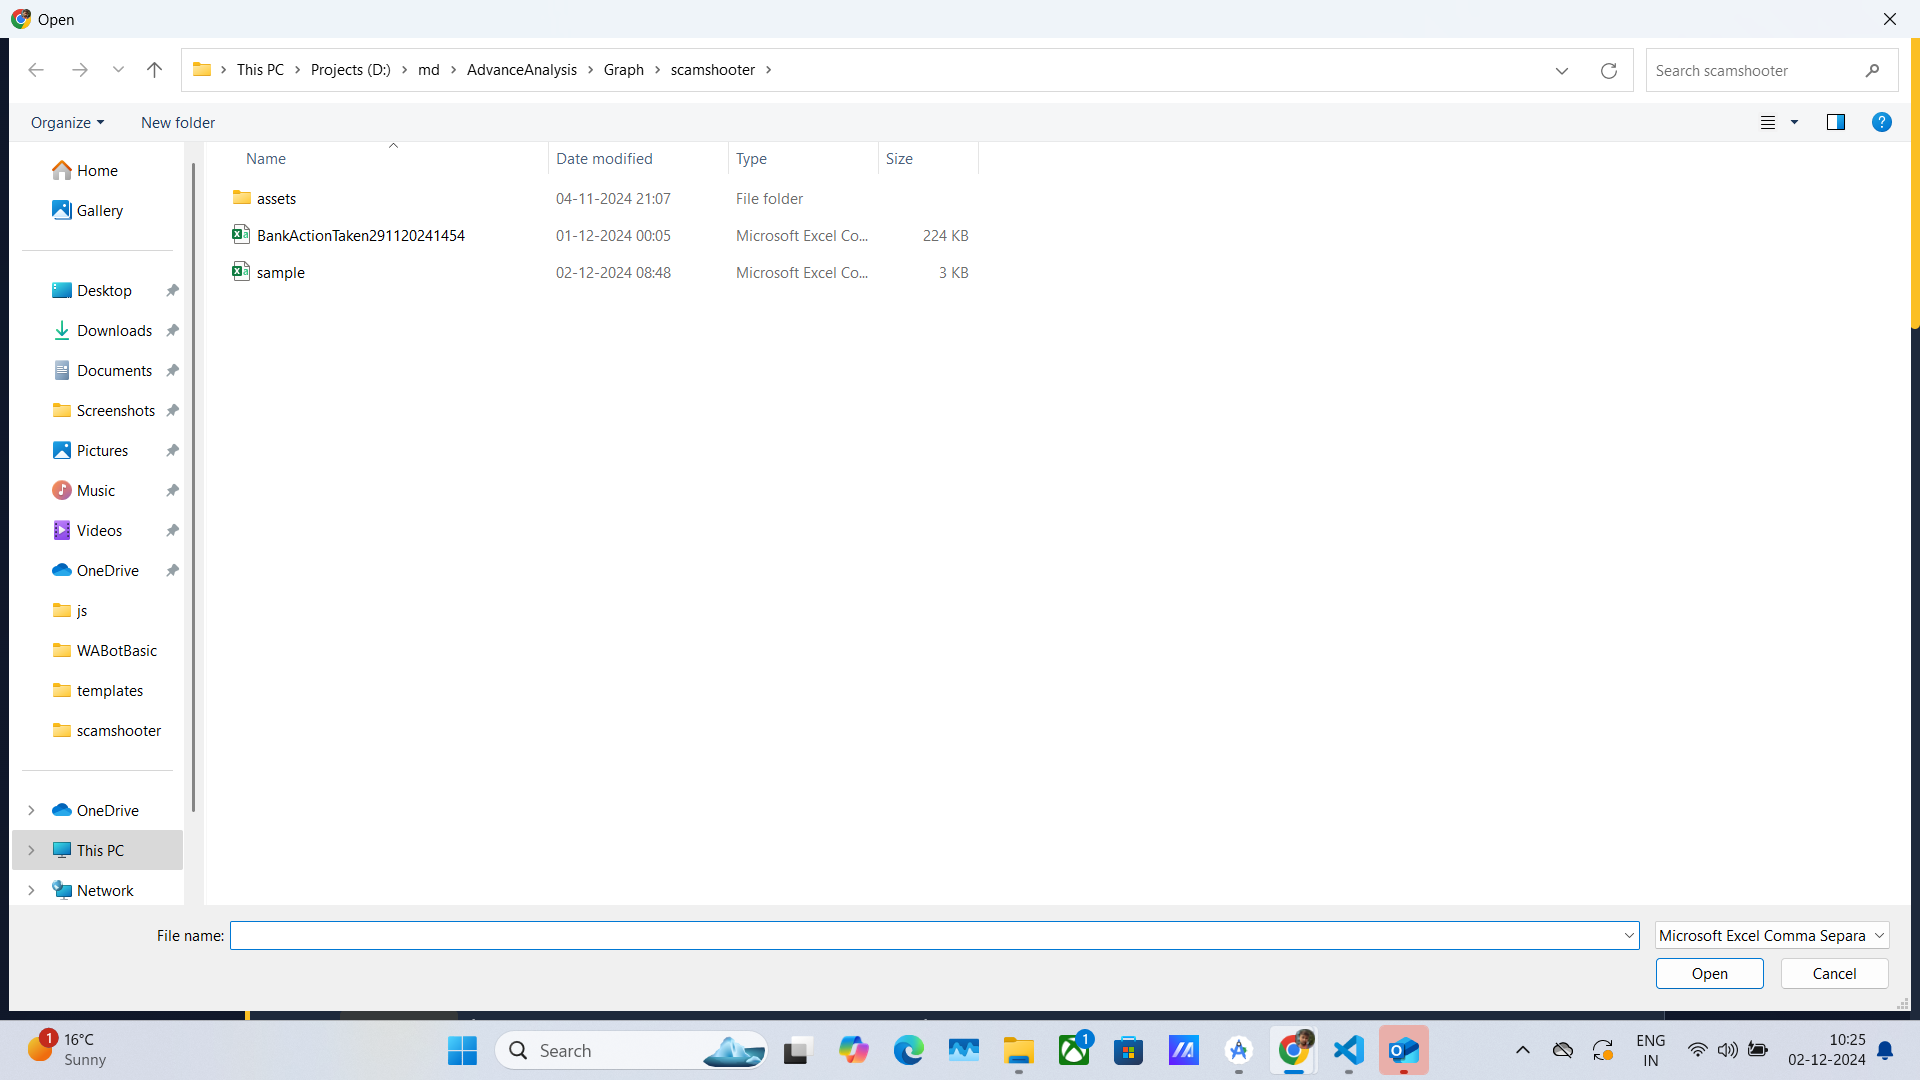 Open
This PC
Projects (D:)
md
AdvanceAnalysis
Graph
scamshooter
Search scamshooter
Organize
New folder
Name
Date modified
Type
Size
assets
04-11-2024 21:07
File folder
BankActionTaken291120241454
01-12-2024 00:05
Microsoft Excel Co...
224 KB
sample
02-12-2024 08:48
Microsoft Excel Co...
3 KB
Home
Gallery
Desktop
Downloads
Documents
Screenshots
Pictures
Music
Videos
OneDrive
js
WABotBasic
templates
scamshooter
OneDrive
This PC
Network
File name:
Microsoft Excel Comma Separa
Open
Cancel
1
16°C
Sunny
Search
1
ENG
IN
10:25
02-12-2024